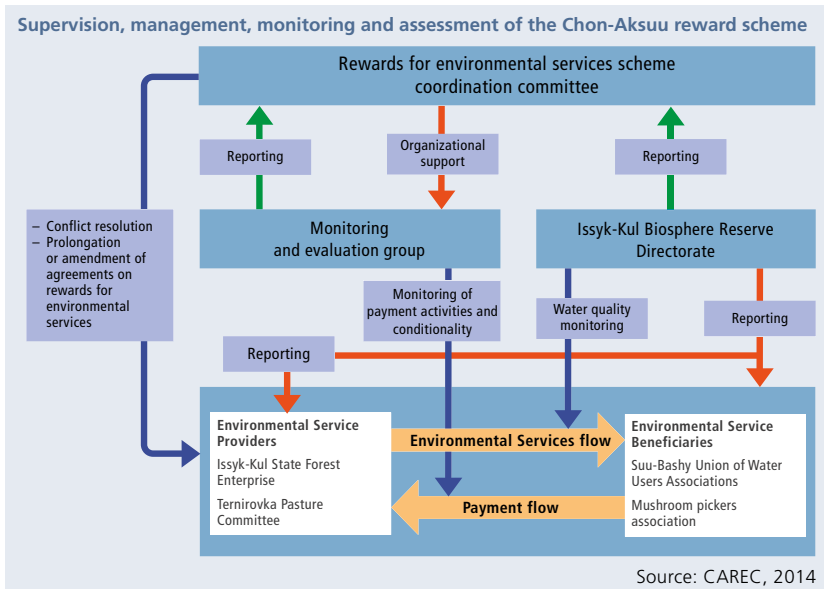 Supervision, management, monitoring and assessment of the Chon-Aksuu reward scheme
Rewards for environmental services scheme
coordination committee
Reporting
Organizational
support
Reporting
– Conflict resolution
– Prolongation
or amendment of
agreements on
rewards for
environmental
services
Monitoring
and evaluation group
Issyk-Kul Biosphere Reserve
Directorate
Monitoring of
payment activities and
conditionality
Water quality
monitoring
Reporting
Reporting
Environmental Service
Providers
Issyk-Kul State Forest
Enterprise
Ternirovka Pasture
Committee
Environmental Services flow
Payment flow
Environmental Service
Beneficiaries
Suu-Bashy Union of Water
Users Associations
Mushroom pickers
association
Source: CAREC, 2014